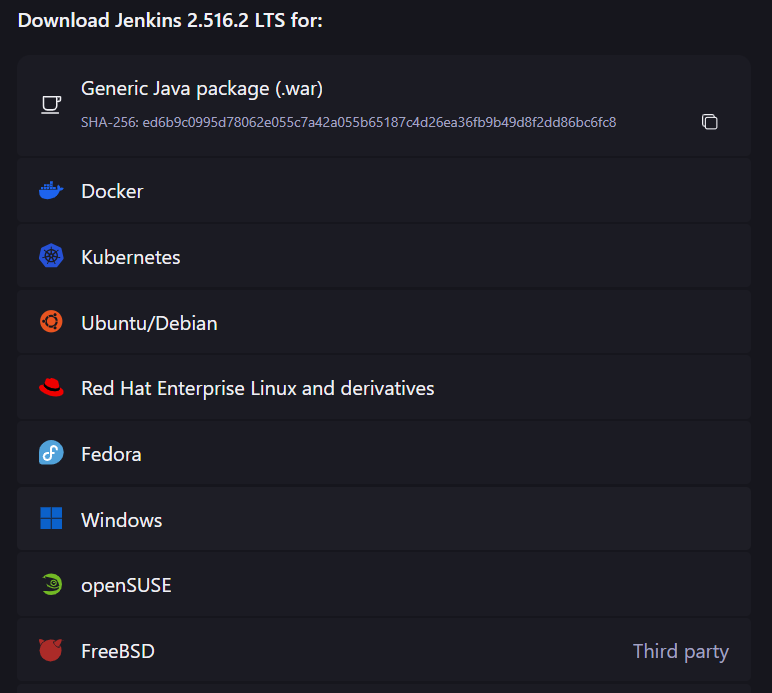 Download Jenkins 2.516.2 LTS for:
Generic Java package (.war)
SHA-256: ed6b9c0995d78062e055c7a42a055b65187c4d26ea36fb9b49d8f2dd86bc6fc8
Docker
Kubernetes
Ubuntu/Debian
Red Hat Enterprise Linux and derivatives
Fedora
Windows
openSUSE
FreeBSD Third party